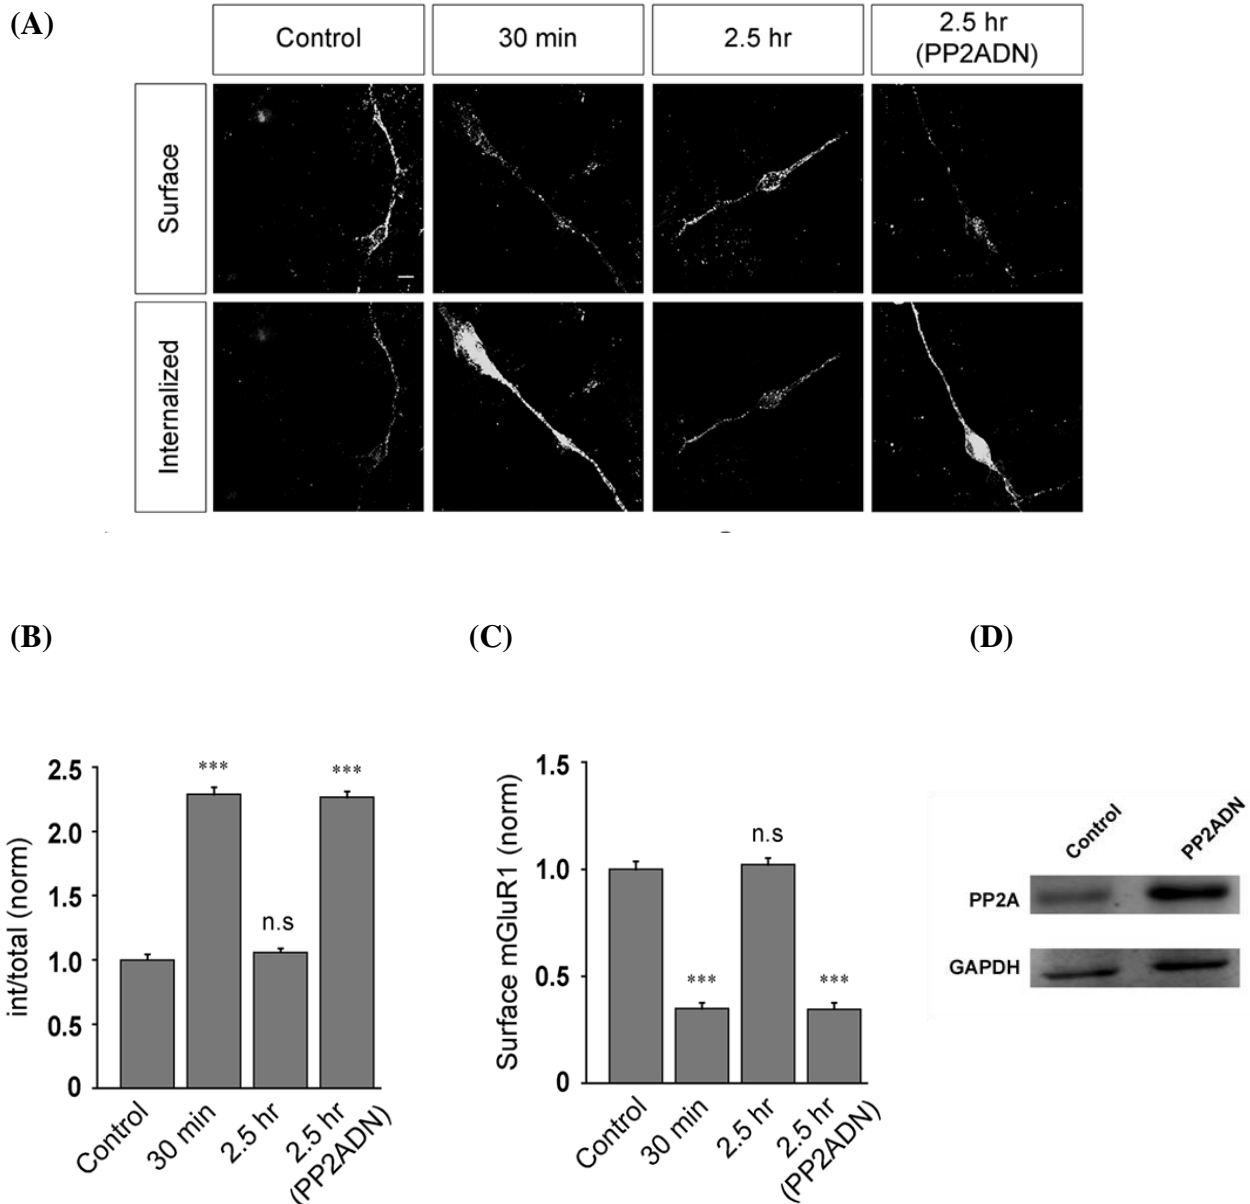 (A)
Control
30 min
2.5 hr
2.5 hr
(PP2ADN)
Surface
Internalized
(B)
(C)
(D)
2.5
2.0
1.5
1.0
0.5
0
int/total (norm)
***
n.s
***
Control
30 min
2.5 hr
2.5 hr
(PP2ADN)
1.5
1.0
0.5
0
Surface mGluR1 (norm)
***
n.s
***
Control
30 min
2.5 hr
2.5 hr
(PP2ADN)
Control
PP2ADN
PP2A
GAPDH